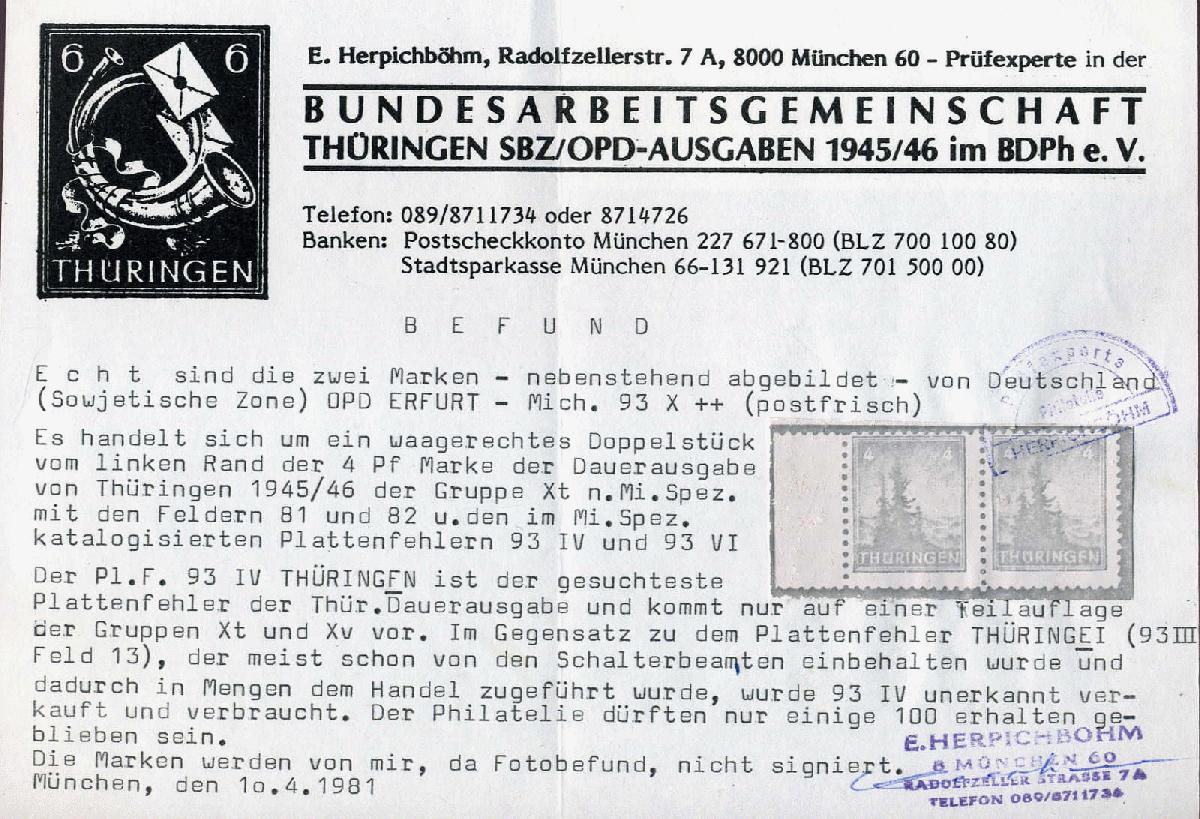 6 6
THÜRINGEN
E. Herpichböhm, Radolfzellerstr. 7 A, 8000 München 60 - Prüfexperte in der
BUNDESARBEITSGEMEINSCHAFT
THÜRINGEN SBZ/OPD-AUSGABEN 1945/46 im BDPh e. V.
Telefon: 089/8711734 oder 8714726
Banken: Postscheckkonto München 227 671-800 (BLZ 700 100 80)
Stadtsparkasse München 66-131 921 (BLZ 701 500 00)
B E F U N D
E c h t sind die zwei Marken - nebenstehend abgebildet - von Deutschland
(Sowjetische Zone) OPD ERFURT - Mich. 93 X ++ (postfrisch)
Es handelt sich um ein waagerechtes Doppelstück
vom linken Rand der 4 Pf Marke der Dauerausgabe
von Thüringen 1945/46 der Gruppe Xt n.Mi.Spez.
mit den Feldern 81 und 82 u.den im Mi.Spez.
katalogisierten Plattenfehlern 93 IV und 93 VI
4 4 4 4
THÜRINGEN THÜRINGEN
Der Pl.F. 93 IV THÜRINGFN ist der gesuchteste
Plattenfehler der Thür.Dauerausgabe und kommt nur auf einer Teilauflage
der Gruppen Xt und Xv vor. Im Gegensatz zu dem Plattenfehler THÜRINGEI (93III
Feld 13), der meist schon von den Schalterbeamten einbehalten wurde und
dadurch in Mengen dem Handel zugeführt wurde, wurde 93 IV unerkannt ver-
kauft und verbraucht. Der Philatelie dürften nur einige 100 erhalten ge-
blieben sein.
Die Marken werden von mir, da Fotobefund, nicht signiert.
München, den 1o.4.1981
E.HERPICHBÖHM
8 MÜNCHEN 60
RADOLFZELLER STRASSE 7A
TELEFON 089/8711734